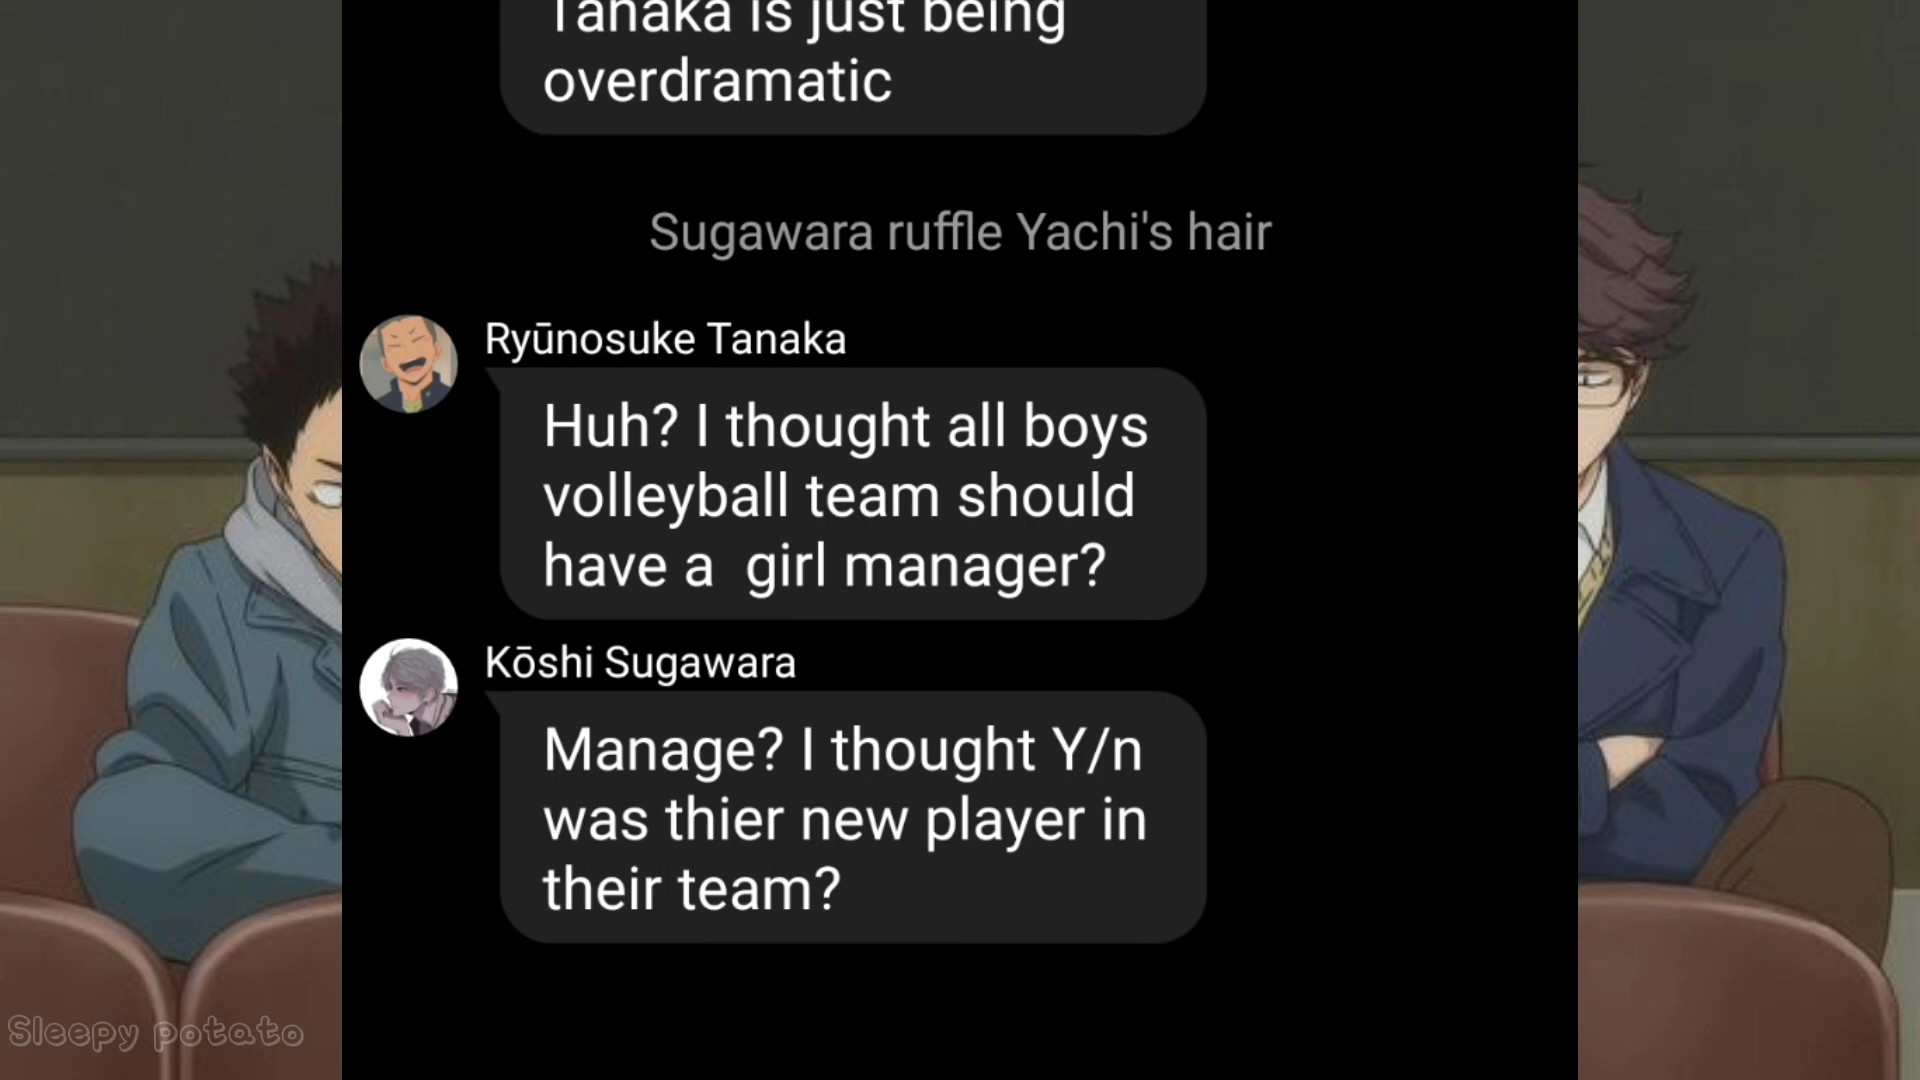 Tanaka is just being
overdramatic
Sugawara ruffle Yachi's hair
Ryūnosuke Tanaka
Huh? I thought all boys
volleyball team should
have a  girl manager?
Kōshi Sugawara
Manage? I thought Y/n
was thier new player in
their team?
Sleepy potato